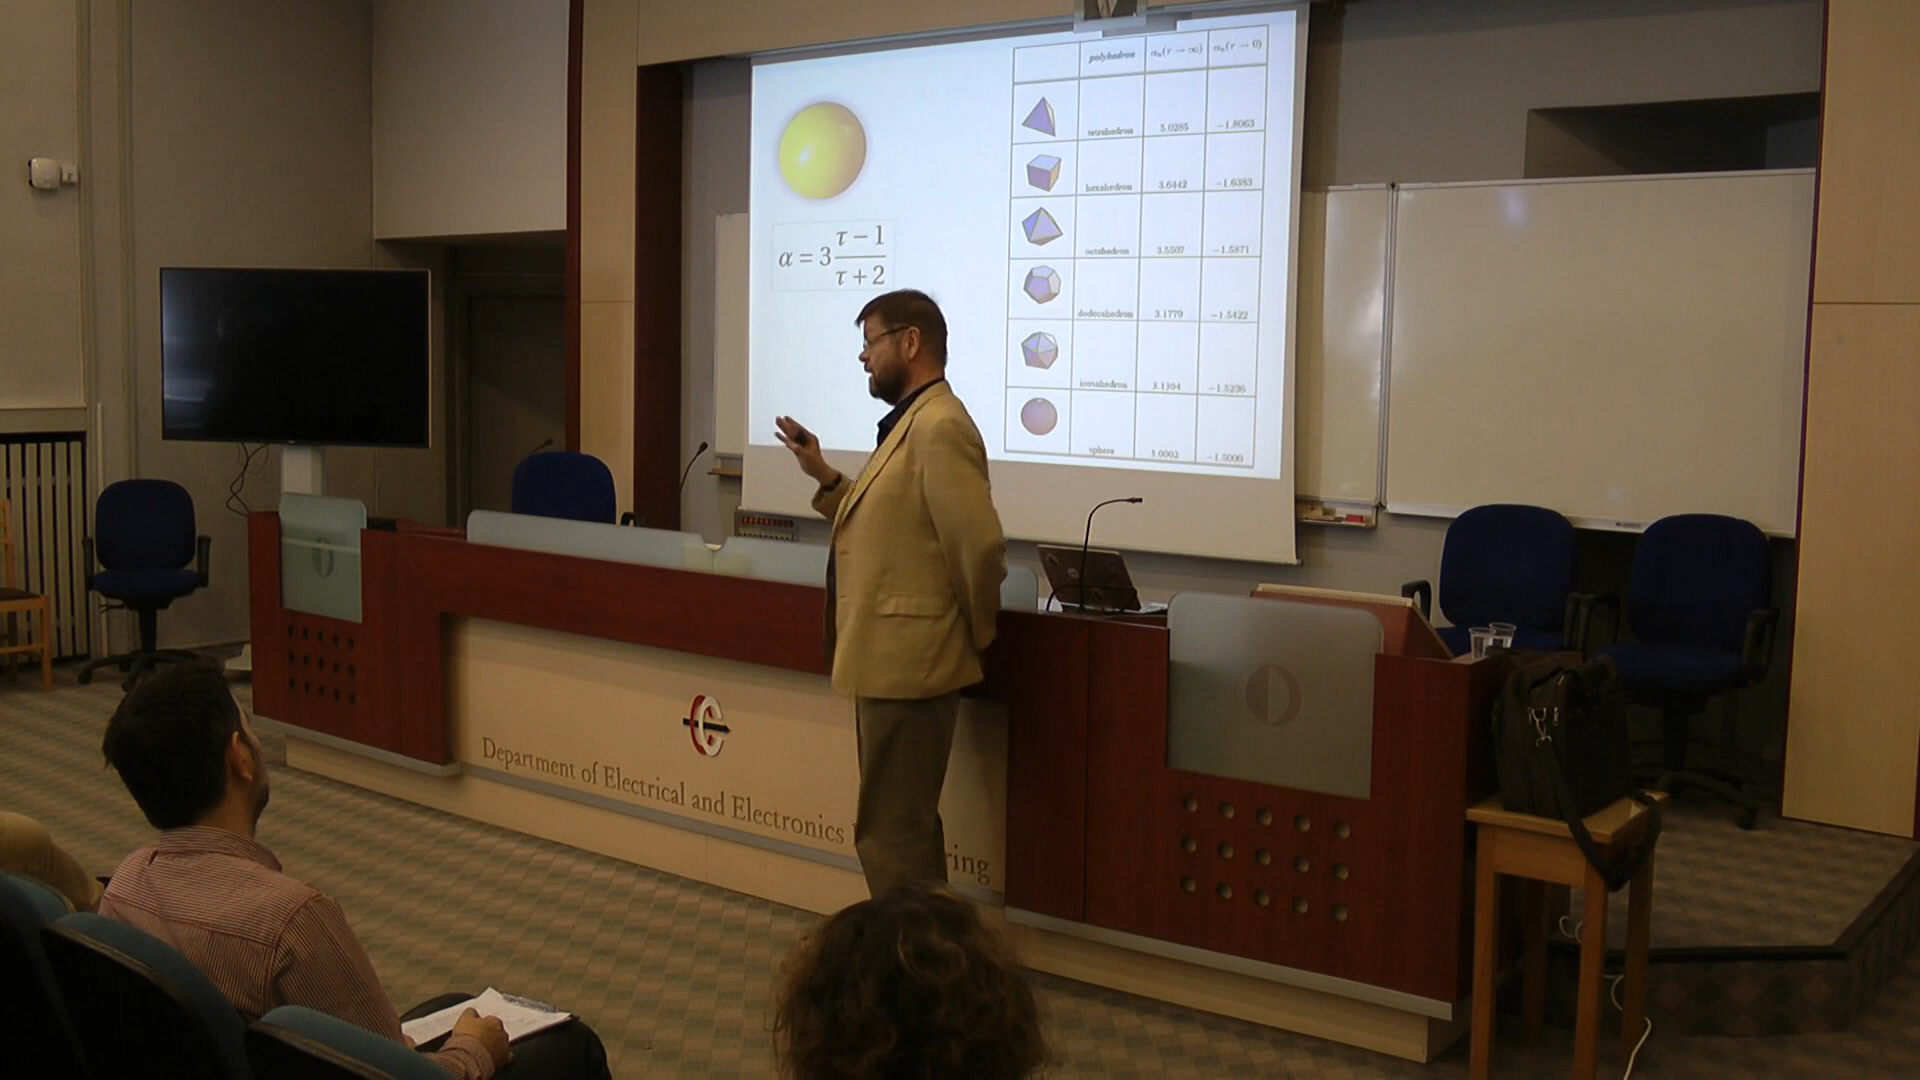 polyhedron αₙ(τ → ∞) αₙ(τ → 0)
tetrahedron 5.0285 −1.8063
hexahedron 3.6442 −1.6383
octahedron 3.5507 −1.5871
dodecahedron 3.1779 −1.5422
icosahedron 3.1304 −1.5236
sphere 3.0002 −1.5000
α = 3 τ − 1
τ + 2
Department of Electrical and Electronics ring